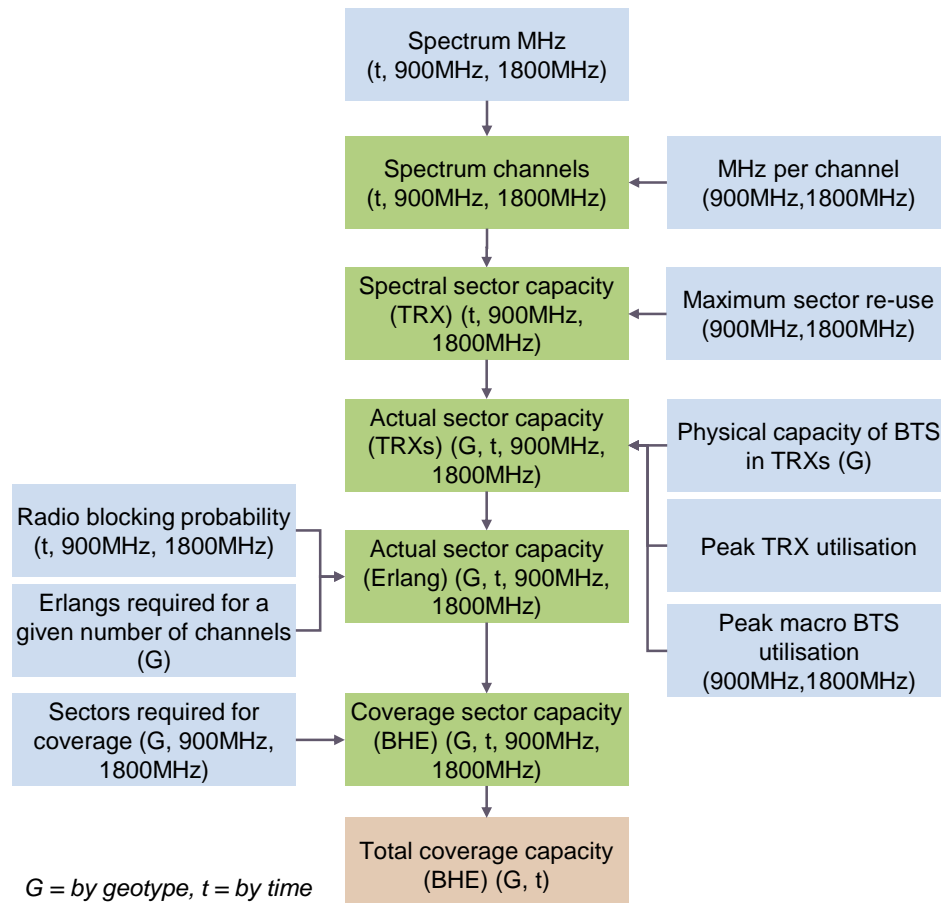 Spectrum MHz
(t, 900MHz, 1800MHz)
Spectrum channels
(t, 900MHz, 1800MHz)
MHz per channel
(900MHz,1800MHz)
Spectral sector capacity
(TRX) (t, 900MHz,
1800MHz)
Maximum sector re-use
(900MHz,1800MHz)
Actual sector capacity
(TRXs) (G, t, 900MHz,
1800MHz)
Physical capacity of BTS
in TRXs (G)
Radio blocking probability
(t, 900MHz, 1800MHz)
Actual sector capacity
(Erlang) (G, t, 900MHz,
1800MHz)
Peak TRX utilisation
Erlangs required for a
given number of channels
(G)
Peak macro BTS
utilisation
(900MHz,1800MHz)
Sectors required for
coverage (G, 900MHz,
1800MHz)
Coverage sector capacity
(BHE) (G, t, 900MHz,
1800MHz)
Total coverage capacity
(BHE) (G, t)
G = by geotype, t = by time